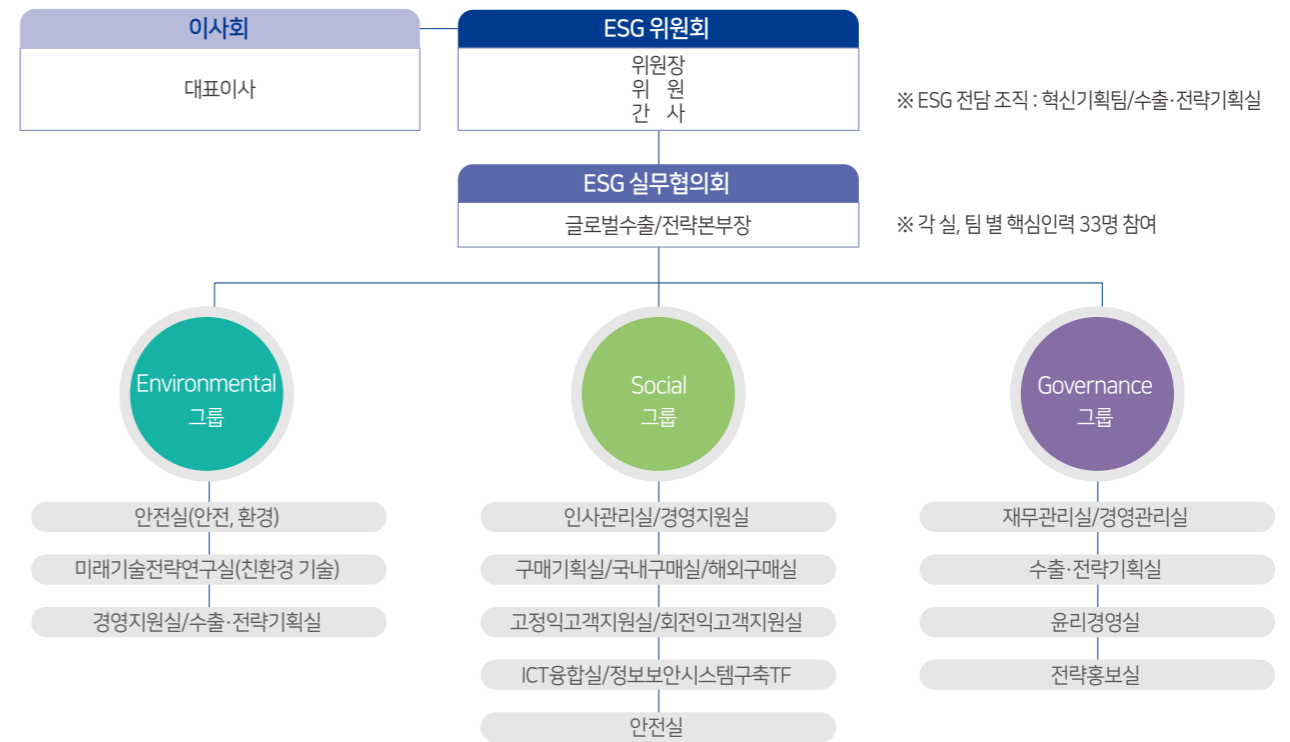 이사회
대표이사
ESG 위원회
위원장
위 원
간 사
※ ESG 전담 조직 : 혁신기획팀/수출·전략기획실
ESG 실무협의회
글로벌수출/전략본부장
※ 각 실, 팀 별 핵심인력 33명 참여
Environmental
그룹
안전실(안전, 환경)
미래기술전략연구실(친환경 기술)
경영지원실/수출·전략기획실
Social
그룹
인사관리실/경영지원실
구매기획실/국내구매실/해외구매실
고정익고객지원실/회전익고객지원실
ICT융합실/정보보안시스템구축TF
안전실
Governance
그룹
재무관리실/경영관리실
수출·전략기획실
윤리경영실
전략홍보실